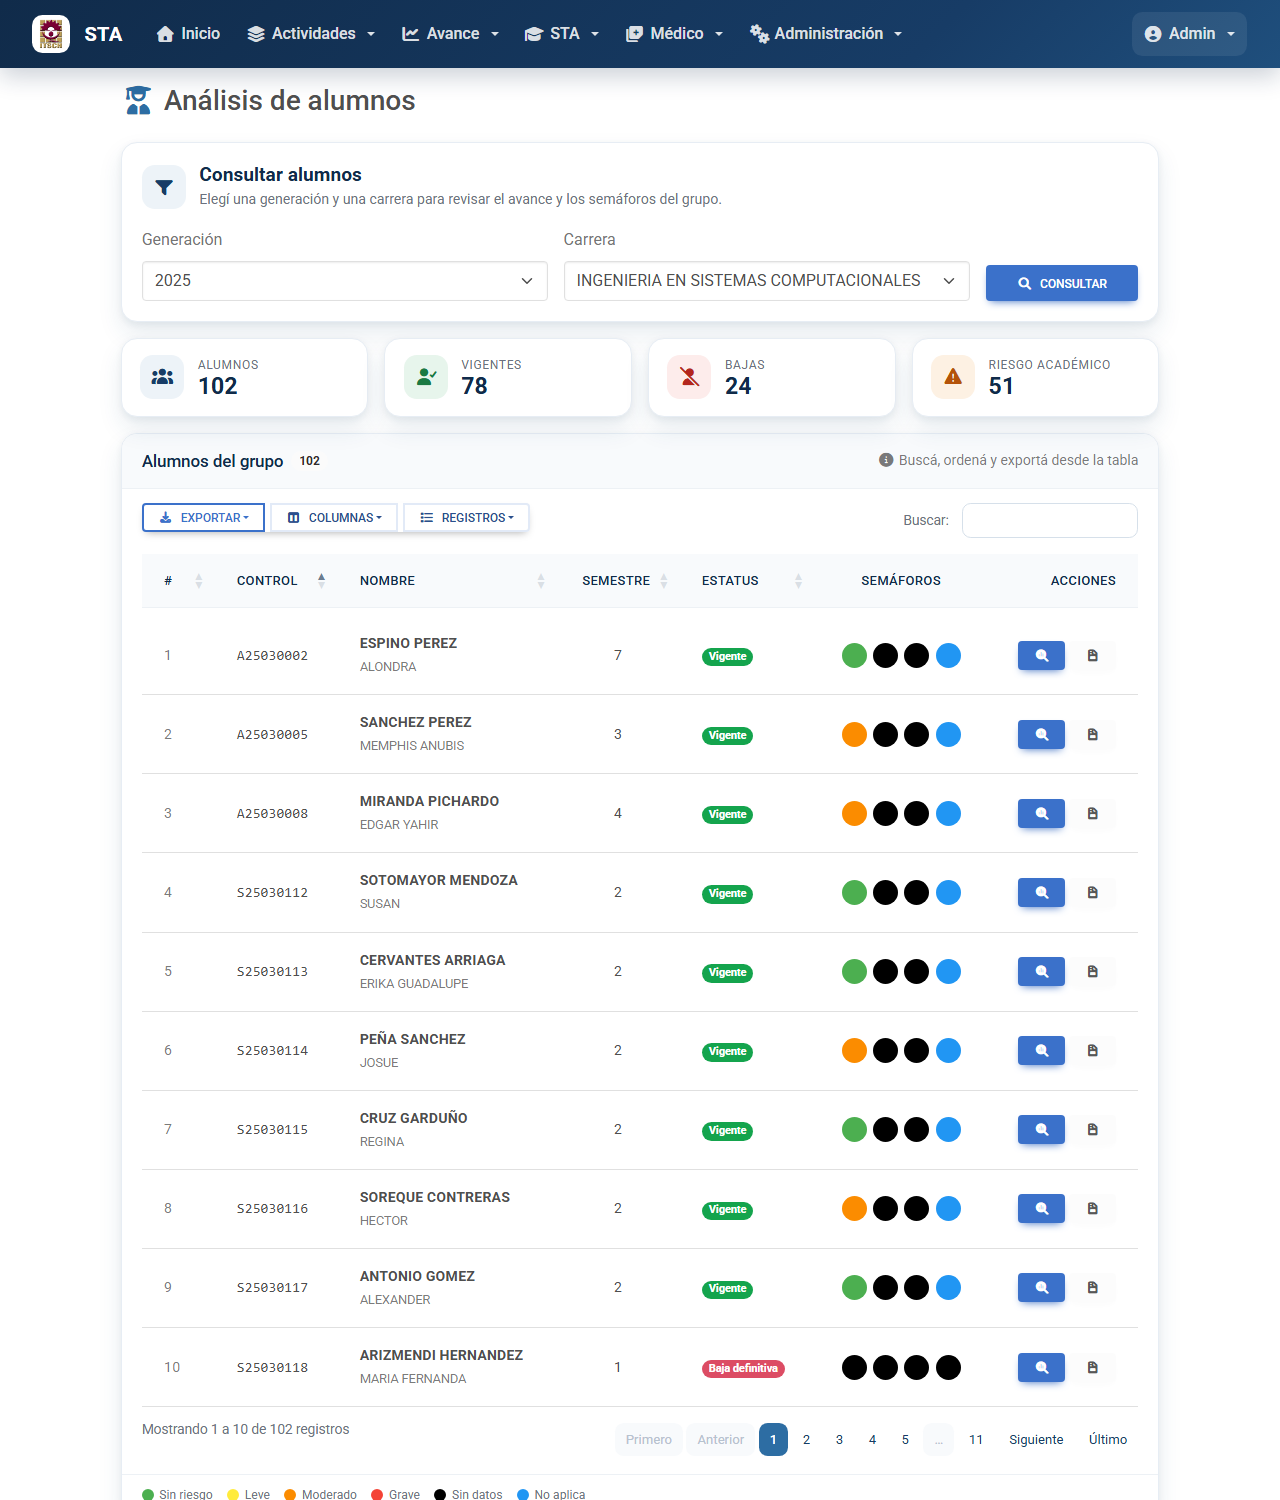 STA Inicio Actividades Avance STA Médico Administración Admin
Análisis de alumnos
Consultar alumnos
Elegí una generación y una carrera para revisar el avance y los semáforos del grupo.
Generación Carrera
2025 INGENIERIA EN SISTEMAS COMPUTACIONALES CONSULTAR
ALUMNOS VIGENTES BAJAS RIESGO ACADÉMICO
102 78 24 51
Alumnos del grupo 102 Buscá, ordená y exportá desde la tabla
EXPORTAR COLUMNAS REGISTROS Buscar:
# CONTROL NOMBRE SEMESTRE ESTATUS SEMÁFOROS ACCIONES
1 A25030002 ESPINO PEREZ 7 Vigente
ALONDRA
2 A25030005 SANCHEZ PEREZ 3 Vigente
MEMPHIS ANUBIS
3 A25030008 MIRANDA PICHARDO 4 Vigente
EDGAR YAHIR
4 S25030112 SOTOMAYOR MENDOZA 2 Vigente
SUSAN
5 S25030113 CERVANTES ARRIAGA 2 Vigente
ERIKA GUADALUPE
6 S25030114 PEÑA SANCHEZ 2 Vigente
JOSUE
7 S25030115 CRUZ GARDUÑO 2 Vigente
REGINA
8 S25030116 SOREQUE CONTRERAS 2 Vigente
HECTOR
9 S25030117 ANTONIO GOMEZ 2 Vigente
ALEXANDER
10 S25030118 ARIZMENDI HERNANDEZ 1 Baja definitiva
MARIA FERNANDA
Mostrando 1 a 10 de 102 registros Primero Anterior 1 2 3 4 5 … 11 Siguiente Último
Sin riesgo Leve Moderado Grave Sin datos No aplica